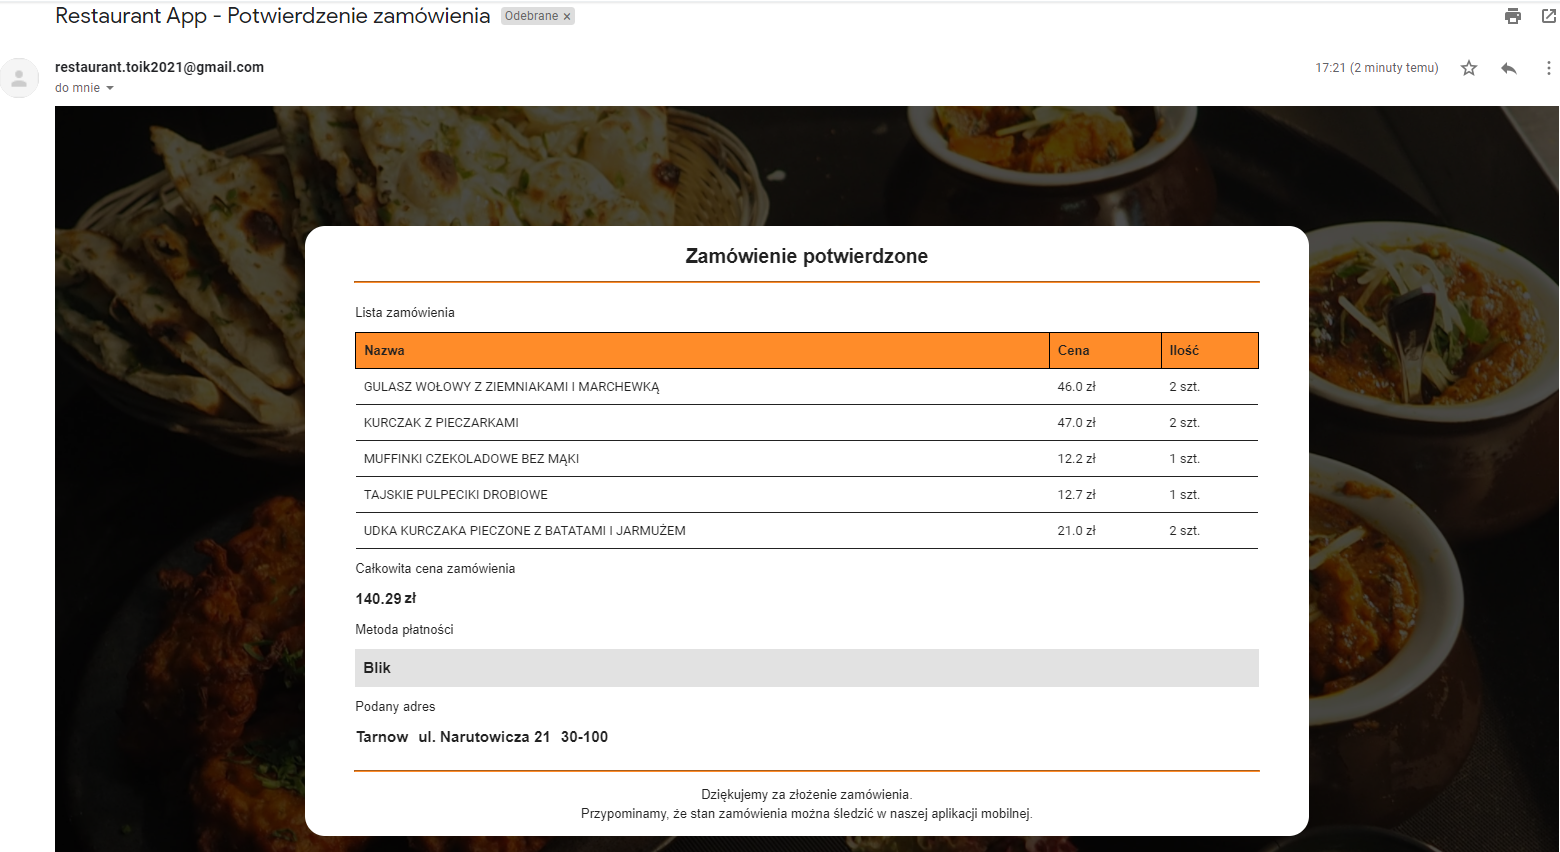 Restaurant App - Potwierdzenie zamówienia Odebrane ×
restaurant.toik2021@gmail.com 17:21 (2 minuty temu)
do mnie
Zamówienie potwierdzone
Lista zamówienia
Nazwa Cena Ilość
GULASZ WOŁOWY Z ZIEMNIAKAMI I MARCHEWKĄ 46.0 zł 2 szt.
KURCZAK Z PIECZARKAMI 47.0 zł 2 szt.
MUFFINKI CZEKOLADOWE BEZ MĄKI 12.2 zł 1 szt.
TAJSKIE PULPECIKI DROBIOWE 12.7 zł 1 szt.
UDKA KURCZAKA PIECZONE Z BATATAMI I JARMUŻEM 21.0 zł 2 szt.
Całkowita cena zamówienia
140.29 zł
Metoda płatności
Blik
Podany adres
Tarnow ul. Narutowicza 21 30-100
Dziękujemy za złożenie zamówienia.
Przypominamy, że stan zamówienia można śledzić w naszej aplikacji mobilnej.